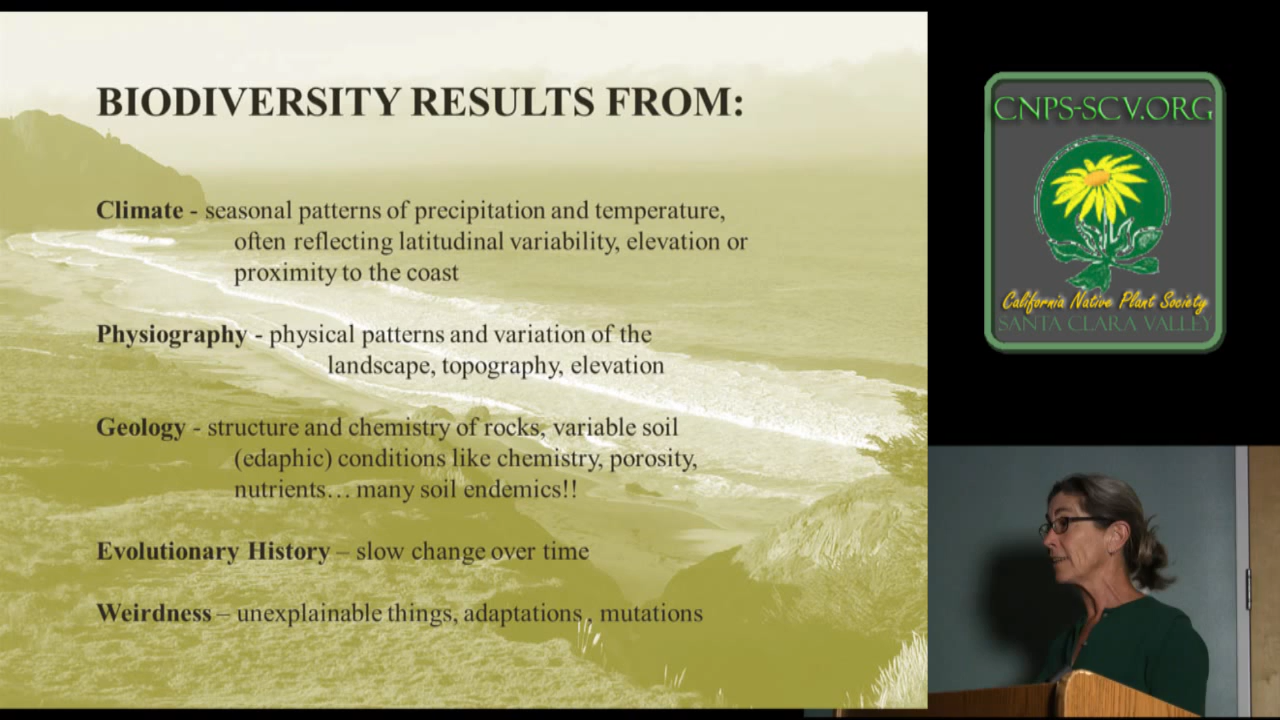 BIODIVERSITY RESULTS FROM:
Climate - seasonal patterns of precipitation and temperature,
often reflecting latitudinal variability, elevation or
proximity to the coast
Physiography - physical patterns and variation of the
landscape, topography, elevation
Geology - structure and chemistry of rocks, variable soil
(edaphic) conditions like chemistry, porosity,
nutrients… many soil endemics!!
Evolutionary History – slow change over time
Weirdness – unexplainable things, adaptations , mutations
CNPS-SCV.ORG
California Native Plant Society
SANTA CLARA VALLEY